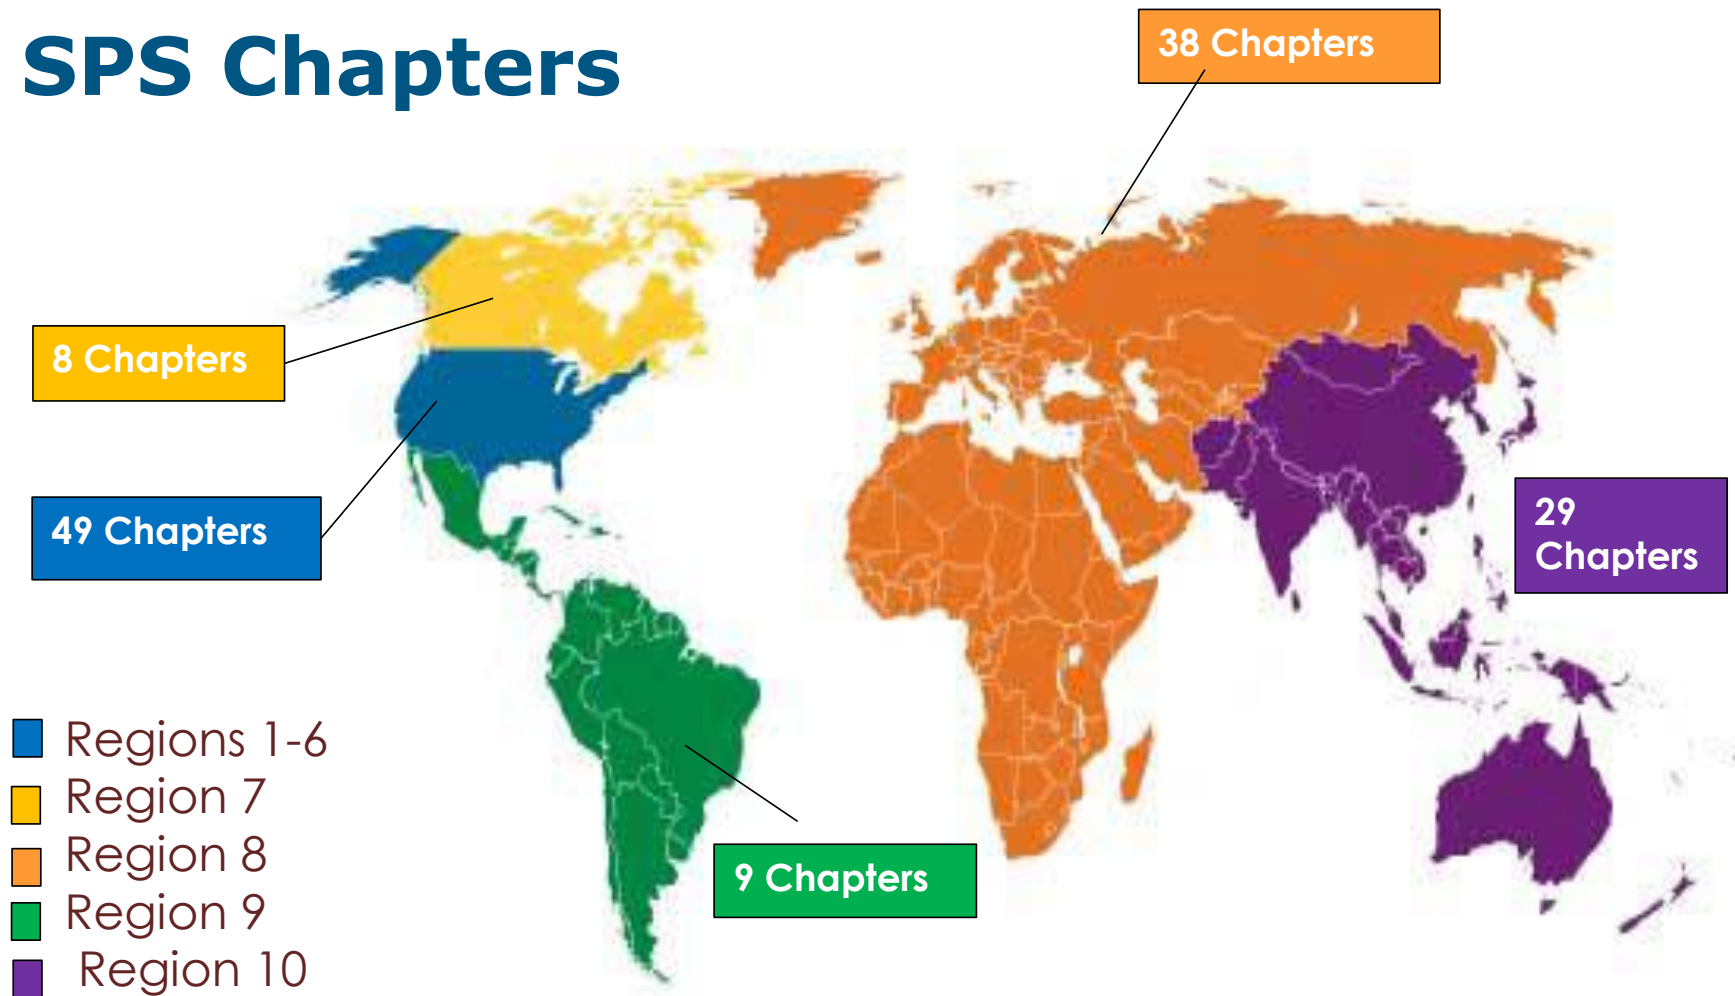 SPS Chapters
38 Chapters
8 Chapters
49 Chapters
29
Chapters
9 Chapters
Regions 1-6
Region 7
Region 8
Region 9
Region 10